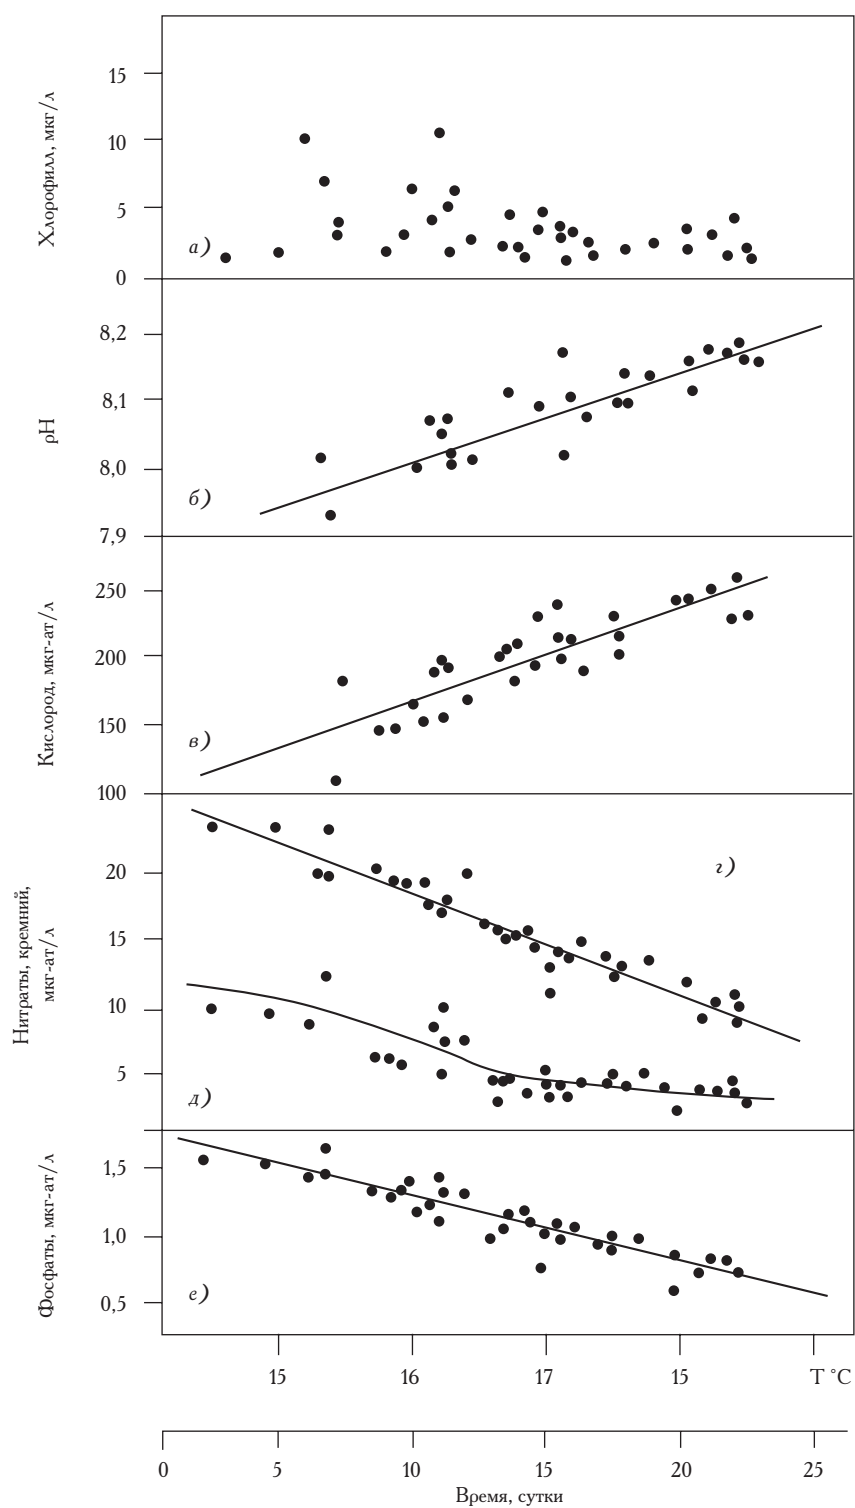 Хлорофилл, мкг/л
15
10
5
0
а)
рН
8,2
8,1
8,0
7,9
б)
Кислород, мкг-ат/л
250
200
150
100
в)
Нитраты, кремний,
мкг-ат/л
20
15
10
5
г)
д)
Фосфаты, мкг-ат/л
1,5
1,0
0,5
е)
15 16 17 15 T °C
0 5 10 15 20 25
Время, сутки